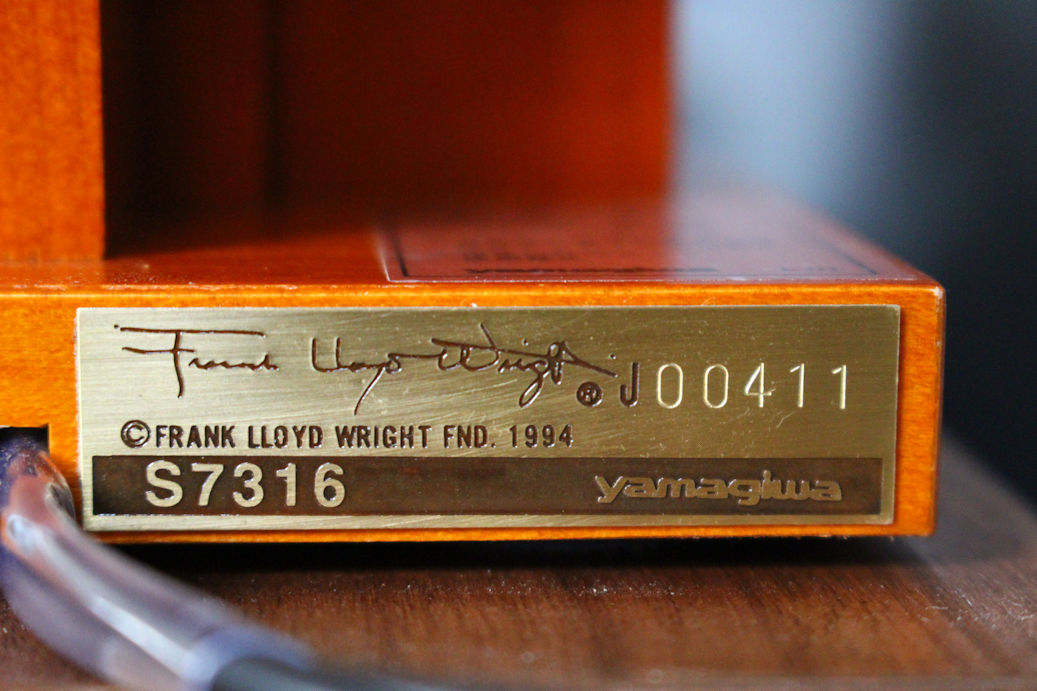 Frank Lloyd Wright ® J00411
©FRANK LLOYD WRIGHT FND. 1994
S7316 yamagiwa